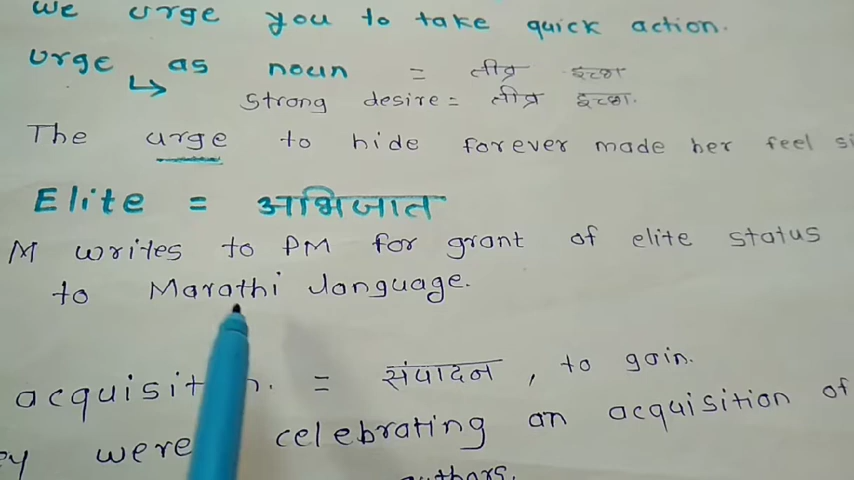 we urge you to take quick action.
urge as noun = तीव्र इच्छा
strong desire = तीव्र इच्छा.
The urge to hide forever made her feel
Elite = अभिजात
M writes to PM for grant of elite status
to Marathi language.
= संपादन, to gain.
were celebrating an acquisition of